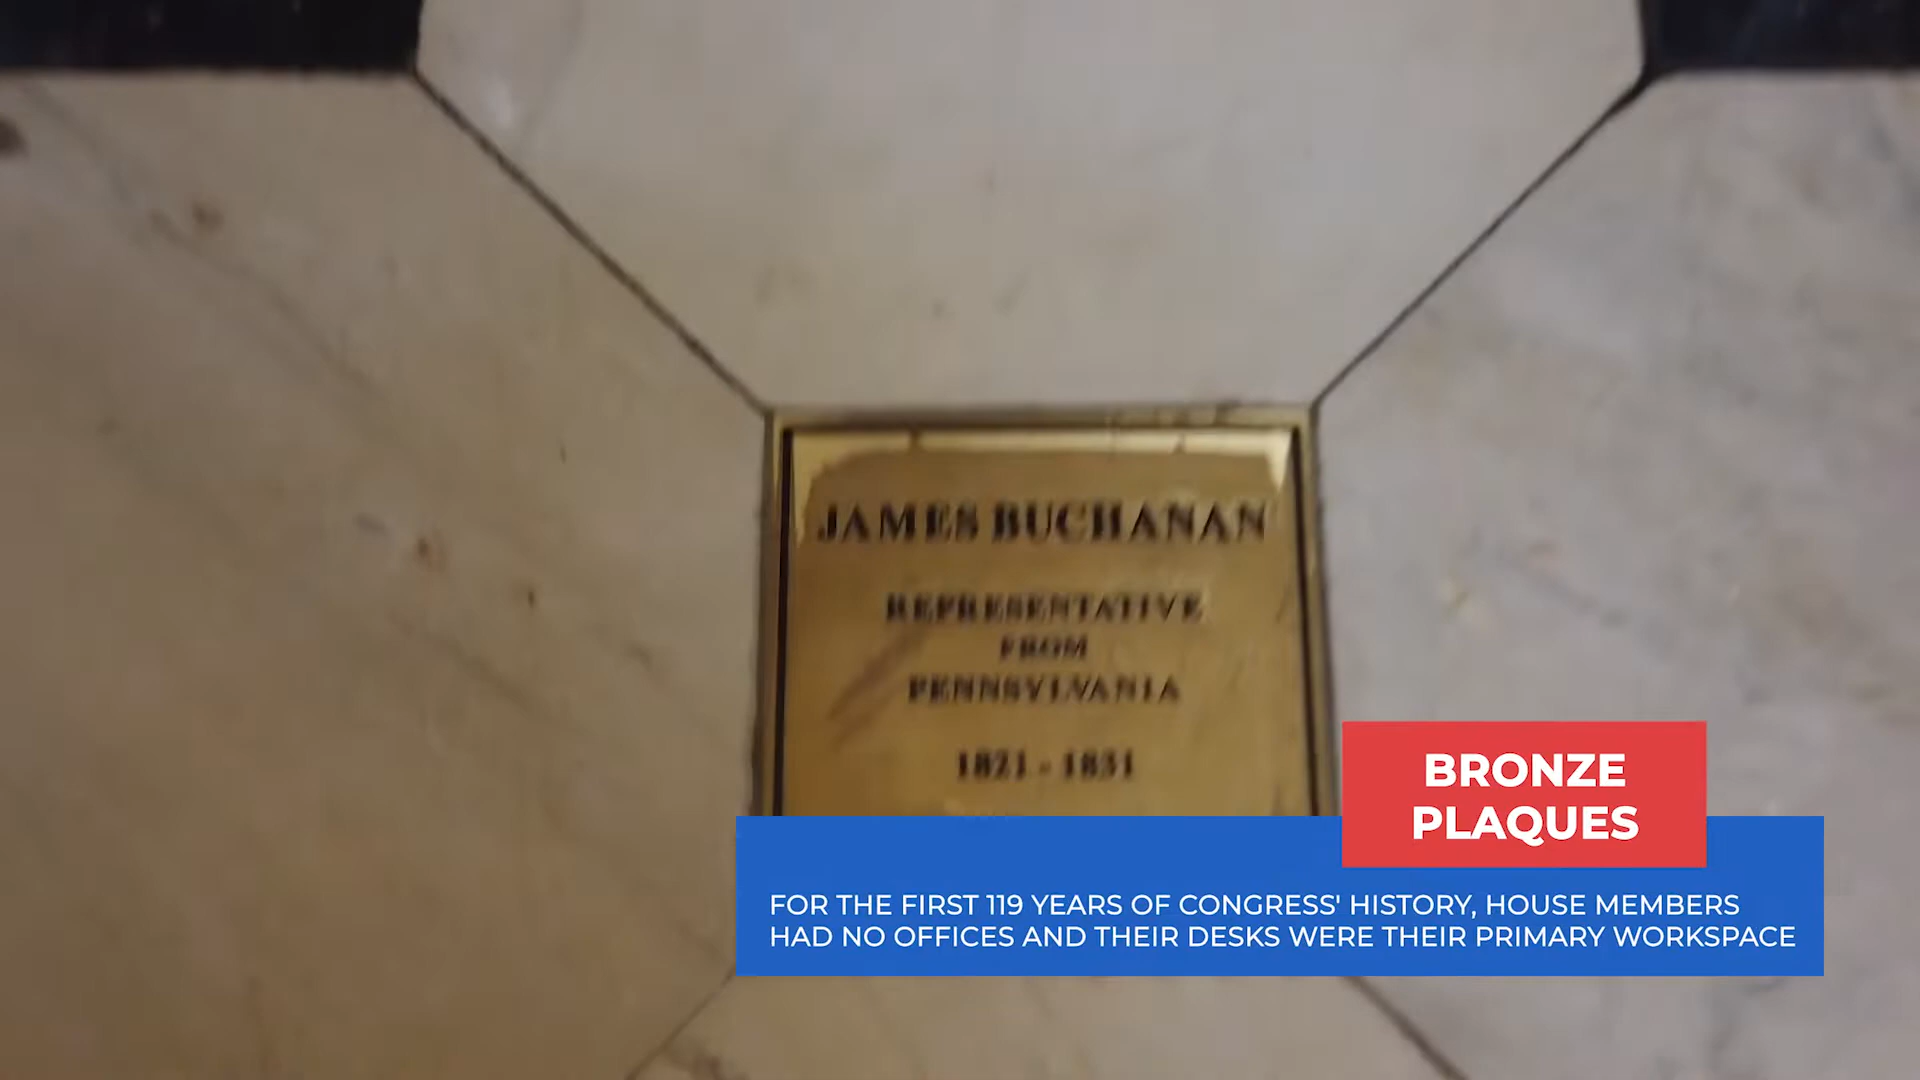 JAMES BUCHANAN
REPRESENTATIVE
FROM
PENNSYLVANIA
1821 - 1831
BRONZE
PLAQUES
FOR THE FIRST 119 YEARS OF CONGRESS' HISTORY, HOUSE MEMBERS
HAD NO OFFICES AND THEIR DESKS WERE THEIR PRIMARY WORKSPACE